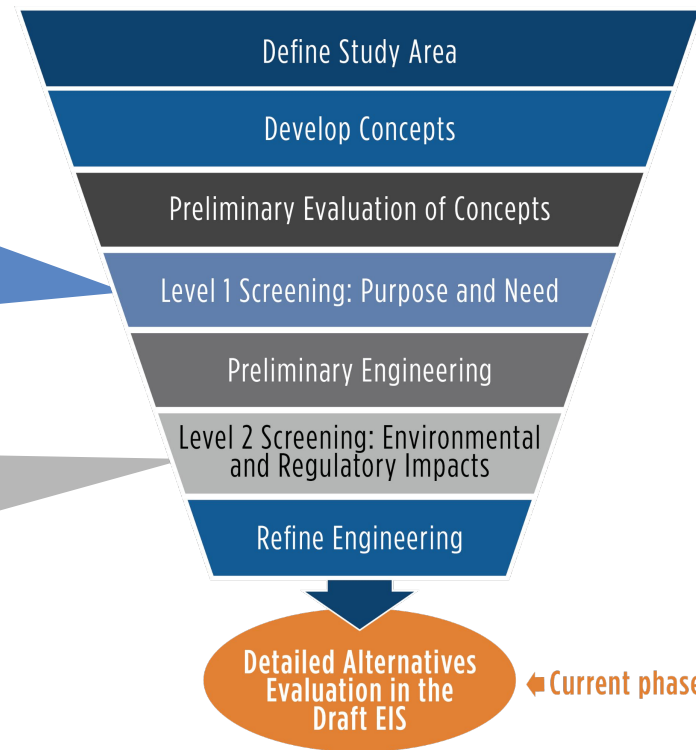 Define Study Area
Develop Concepts
Preliminary Evaluation of Concepts
Level 1 Screening: Purpose and Need
Preliminary Engineering
Level 2 Screening: Environmental
and Regulatory Impacts
Refine Engineering
Detailed Alternatives
Evaluation in the
Draft EIS
Current phase